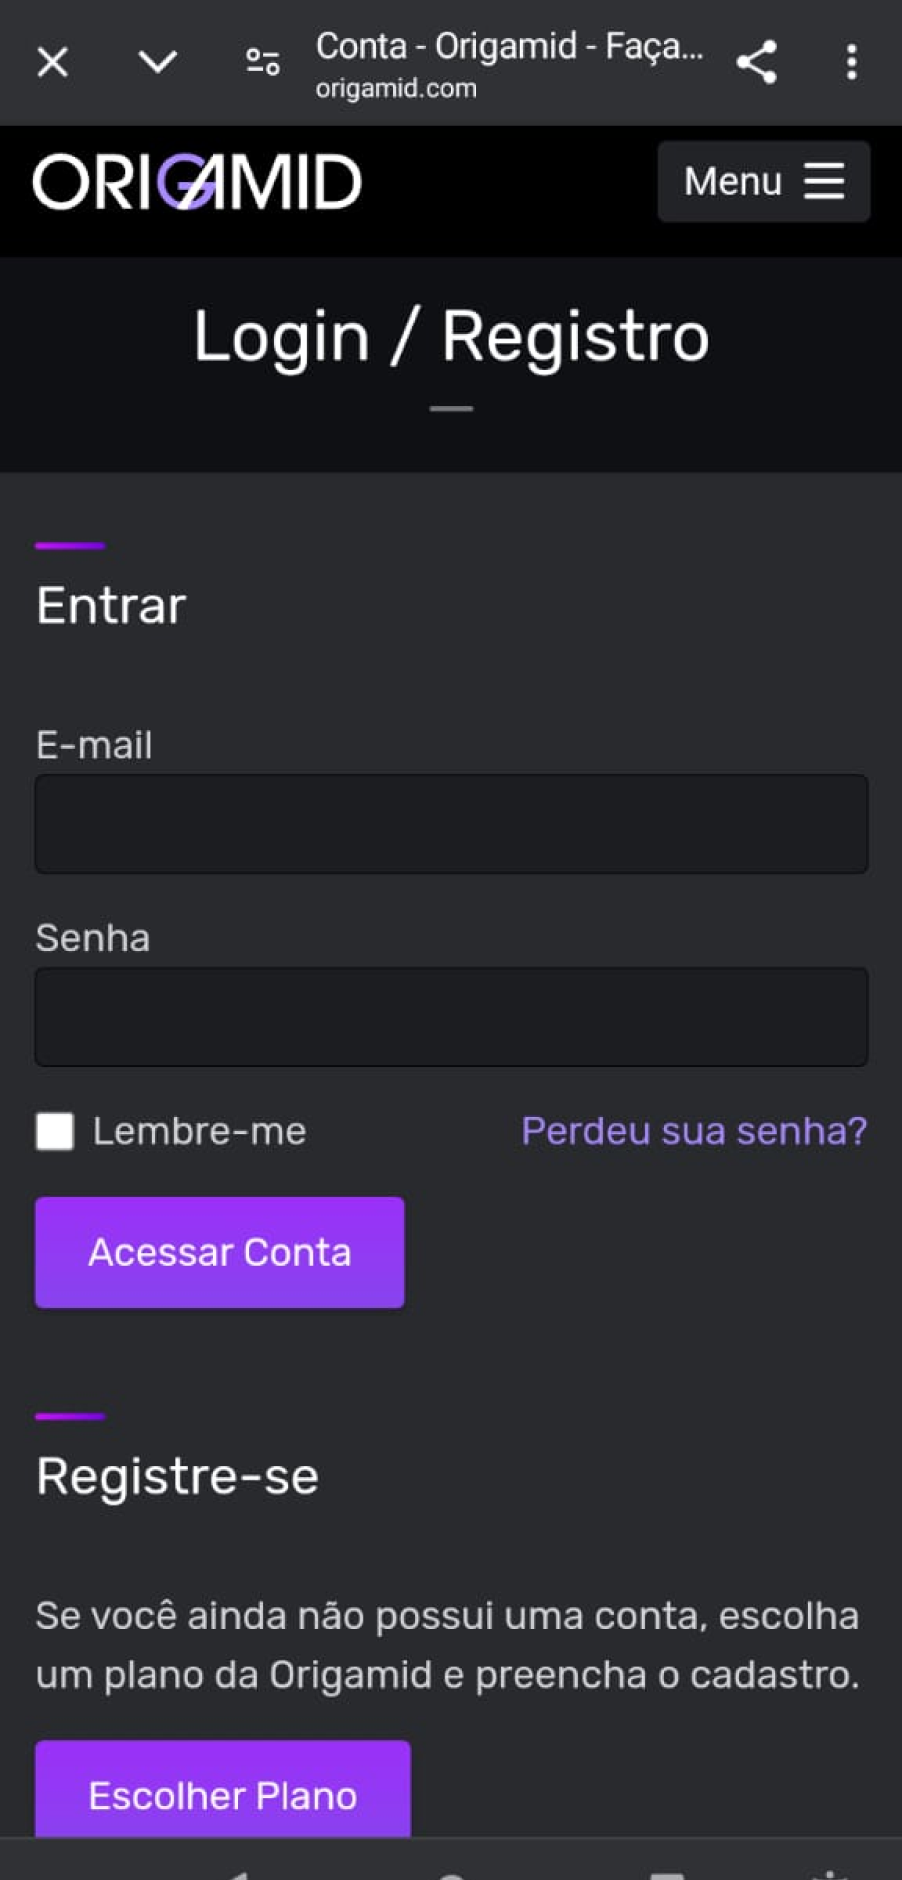 Conta - Origamid - Faça...
origamid.com
ORIGAMID
Menu
Login / Registro
Entrar
E-mail
Senha
Lembre-me
Perdeu sua senha?
Acessar Conta
Registre-se
Se você ainda não possui uma conta, escolha
um plano da Origamid e preencha o cadastro.
Escolher Plano